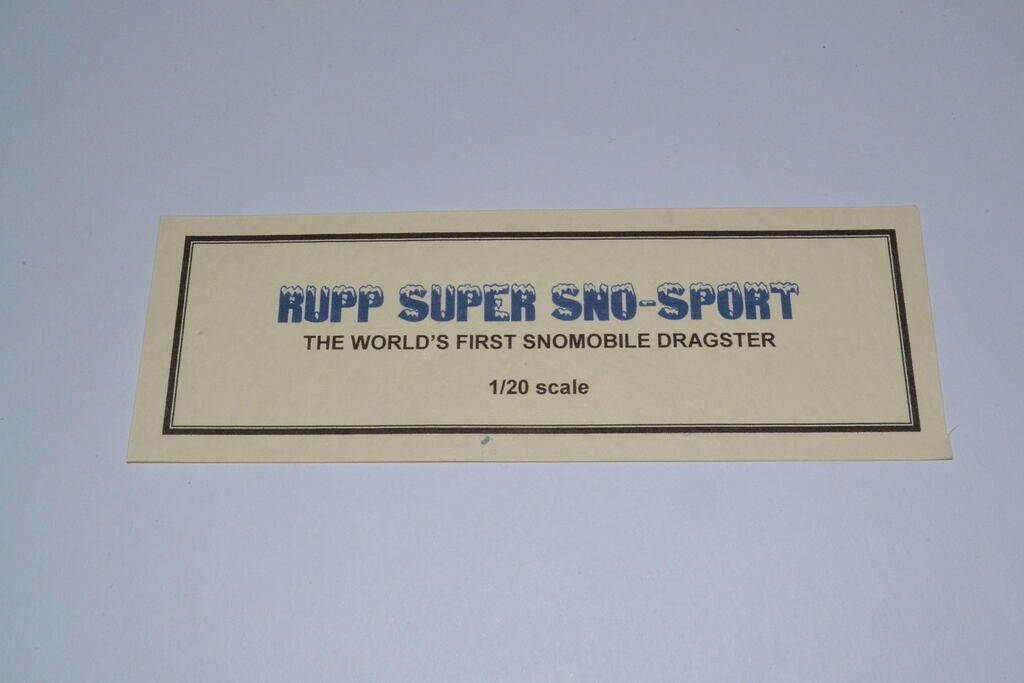 RUPP SUPER SNO-SPORT
THE WORLD'S FIRST SNOMOBILE DRAGSTER
1/20 scale